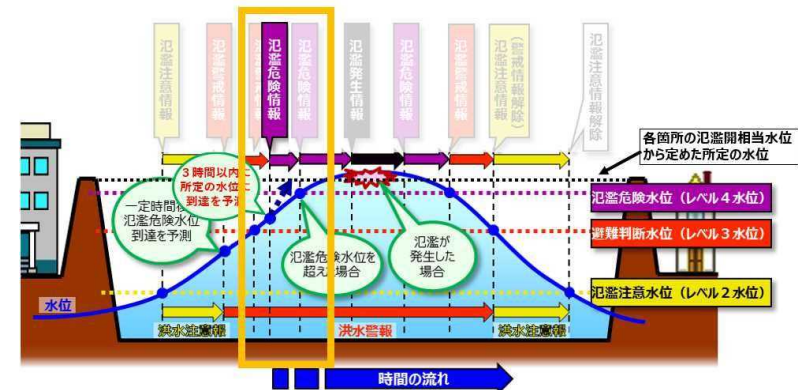 氾濫注意情報
氾濫警戒情報
氾濫危険情報
氾濫危険情報
氾濫発生情報
氾濫危険情報
氾濫警戒情報
氾濫注意情報
(警戒情報解除)
氾濫注意情報解除
各箇所の氾濫開相当水位
から定めた所定の水位
3時間以内に
所定の水位に
到達を予測
一定時間後
氾濫危険水位
到達を予測
氾濫危険水位を
超えた場合
氾濫が
発生した
場合
氾濫危険水位(レベル4水位)
避難判断水位(レベル3水位)
氾濫注意水位(レベル2水位)
水位
洪水注意報
洪水警報
洪水注意報
時間の流れ